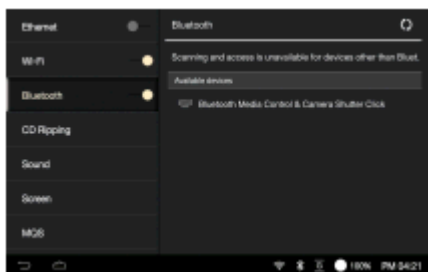 Ethernet
Bluetooth
Wi-Fi
Scanning and access is unavailable for devices other than Bluet.
Available devices
Bluetooth
Bluetooth Media Control & Camera Shutter Click
CD Ripping
Sound
Screen
MQS
100% PM 04:21